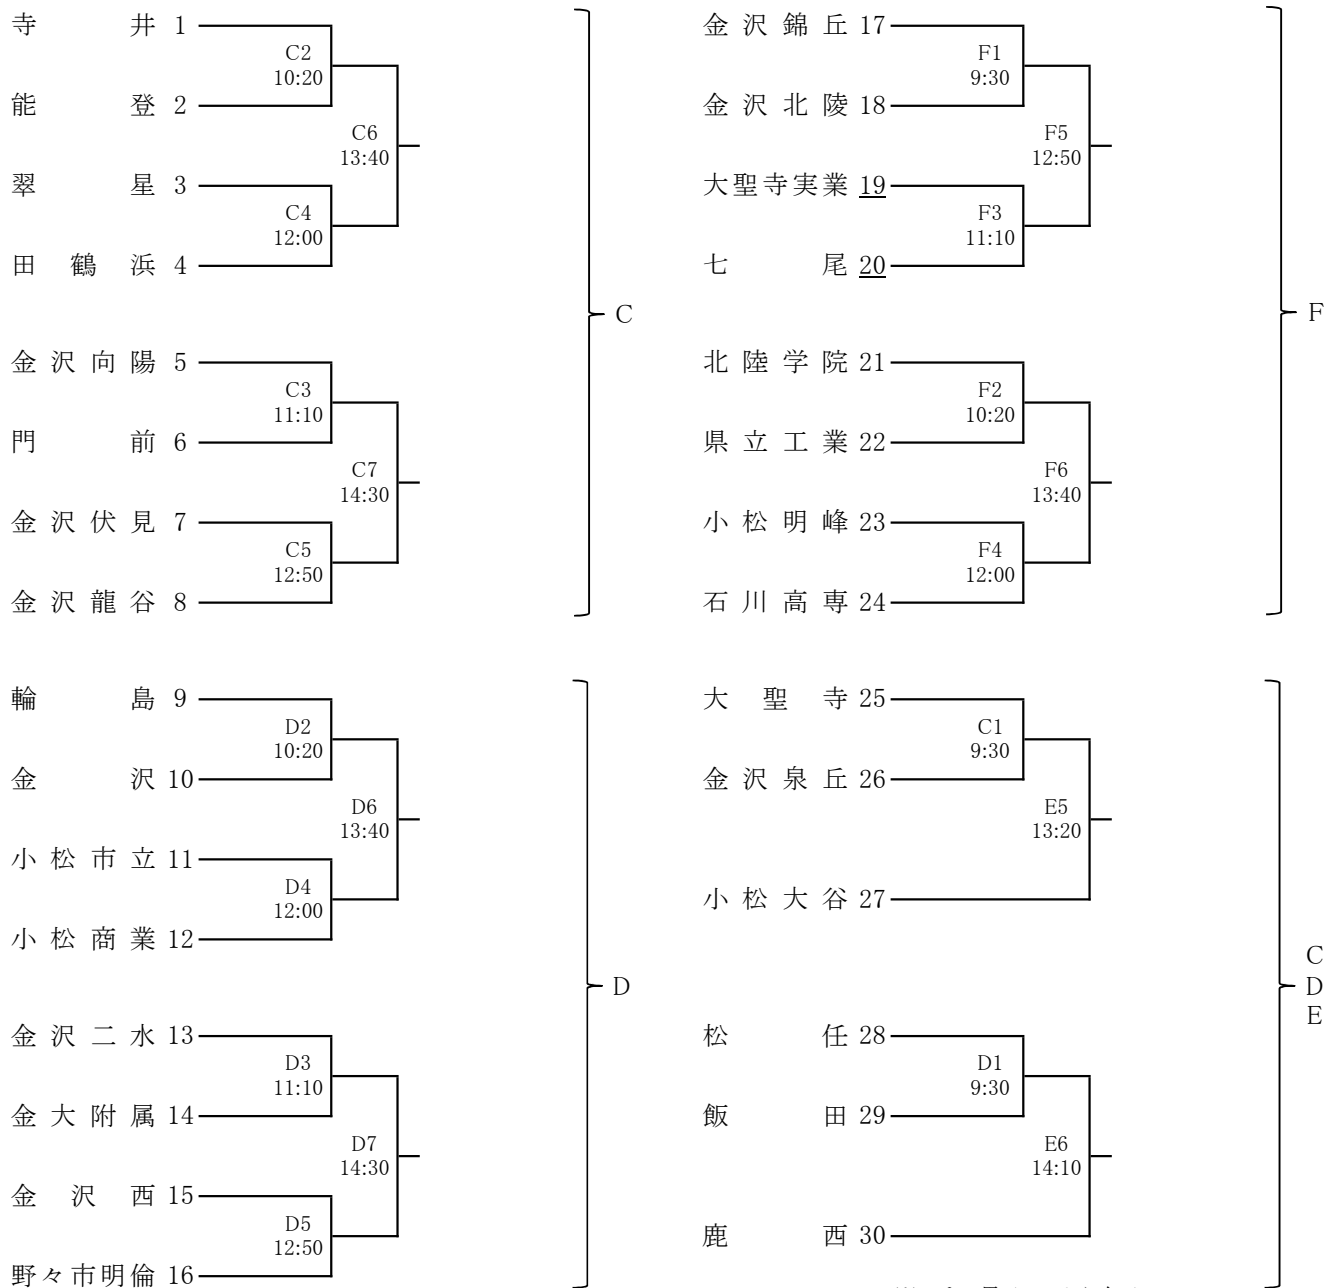 寺井 1
C2
10:20
能登 2
C6
13:40
翠星 3
C4
12:00
田鶴浜 4
C
金沢向陽 5
C3
11:10
門前 6
C7
14:30
金沢伏見 7
C5
12:50
金沢龍谷 8
輪島 9
D2
10:20
金沢 10
D6
13:40
小松市立 11
D4
12:00
小松商業 12
D
金沢二水 13
D3
11:10
金大附属 14
D7
14:30
金沢西 15
D5
12:50
野々市明倫 16
金沢錦丘 17
F1
9:30
金沢北陵 18
F5
12:50
大聖寺実業 19
F3
11:10
七尾 20
F
北陸学院 21
F2
10:20
県立工業 22
F6
13:40
小松明峰 23
F4
12:00
石川高専 24
大聖寺 25
C1
9:30
金沢泉丘 26
E5
13:20
小松大谷 27
C
D
E
松任 28
D1
9:30
飯田 29
E6
14:10
鹿西 30